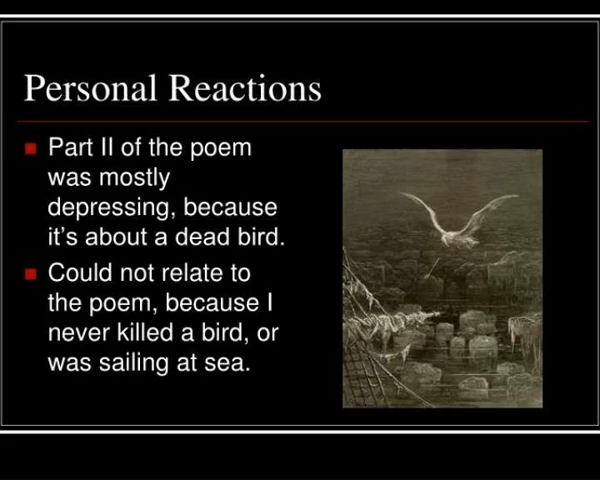 Personal Reactions
Part II of the poem
was mostly
depressing, because
it's about a dead bird.
Could not relate to
the poem, because I
never killed a bird, or
was sailing at sea.